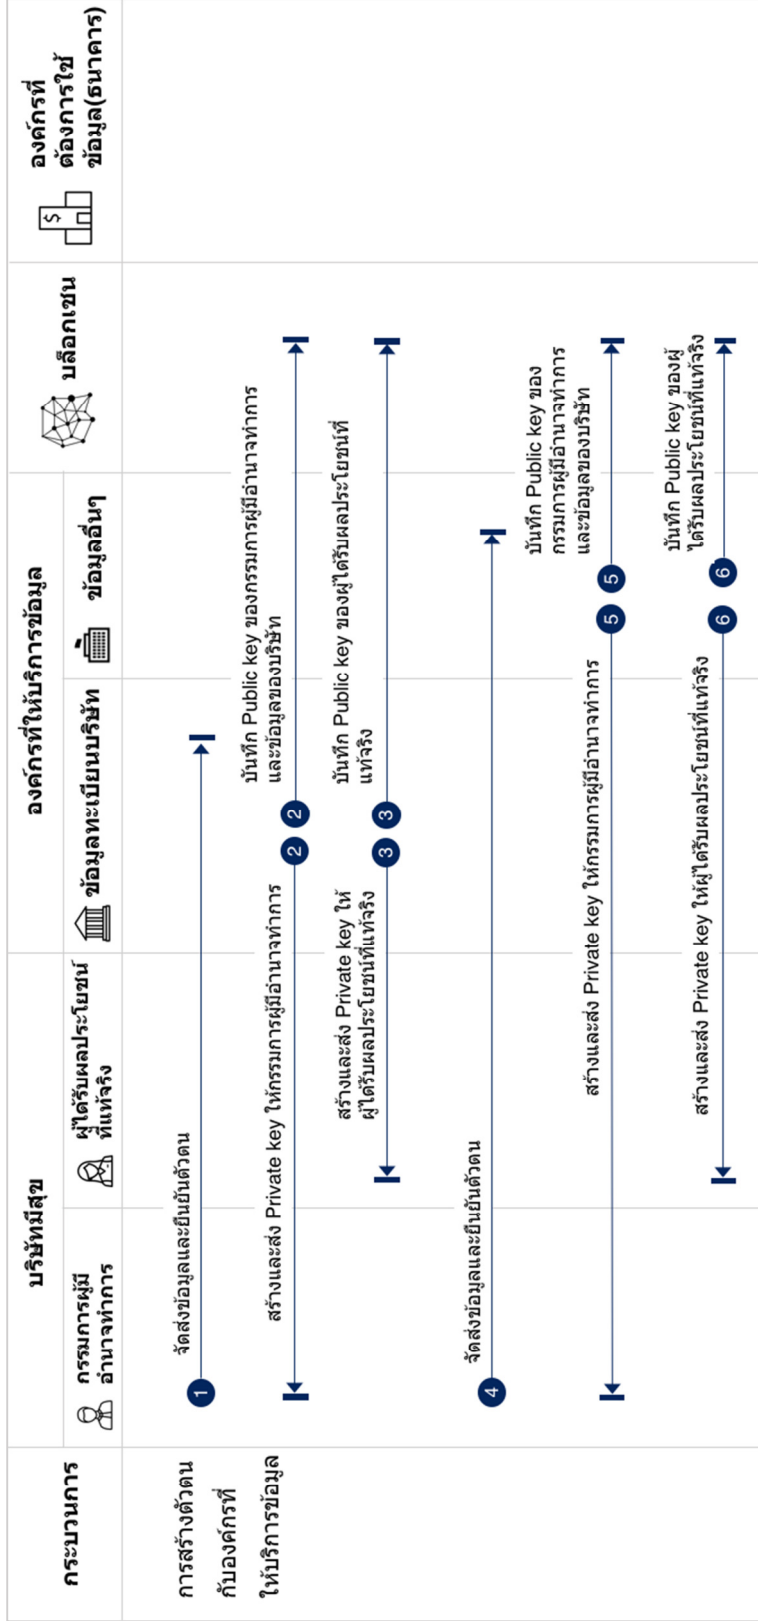 กระบวนการ
บริษัทมีสุข
องค์กรที่ให้บริการข้อมูล
บล็อกเชน
องค์กรที่
ต้องการใช้
ข้อมูล(ธนาคาร)
กรรมการผู้มี
อำนาจทำการ
ผู้ได้รับผลประโยชน์
ที่แท้จริง
ข้อมูลทะเบียนบริษัท
ข้อมูลอื่นๆ
$
การสร้างตัวตน
กับองค์กรที่
ให้บริการข้อมูล
จัดส่งข้อมูลและยืนยันตัวตน
1
สร้างและส่ง Private key ให้กรรมการผู้มีอำนาจทำการ
2
2
บันทึก Public key ของกรรมการผู้มีอำนาจทำการ
และข้อมูลของบริษัท
สร้างและส่ง Private key ให้
ผู้ได้รับผลประโยชน์ที่แท้จริง
3
3
บันทึก Public key ของผู้ได้รับผลประโยชน์ที่
แท้จริง
จัดส่งข้อมูลและยืนยันตัวตน
4
สร้างและส่ง Private key ให้กรรมการผู้มีอำนาจทำการ
5
5
บันทึก Public key ของ
กรรมการผู้มีอำนาจทำการ
และข้อมูลของบริษัท
สร้างและส่ง Private key ให้ผู้ได้รับผลประโยชน์ที่แท้จริง
6
6
บันทึก Public key ของผู้
ได้รับผลประโยชน์ที่แท้จริง